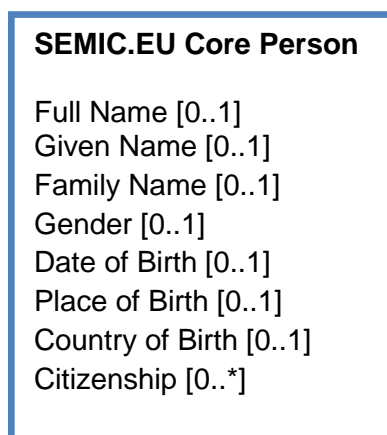 SEMIC.EU Core Person
Full Name [0..1]
Given Name [0..1]
Family Name [0..1]
Gender [0..1]
Date of Birth [0..1]
Place of Birth [0..1]
Country of Birth [0..1]
Citizenship [0..*]